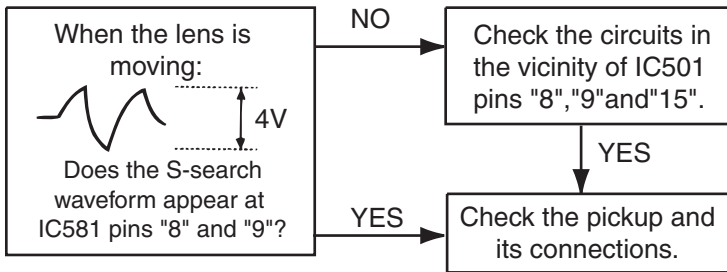 When the lens is
moving:
4V
Does the S-search
waveform appear at
IC581 pins "8" and "9"?
NO
Check the circuits in
the vicinity of IC501
pins "8","9"and"15".
YES
YES
Check the pickup and
its connections.